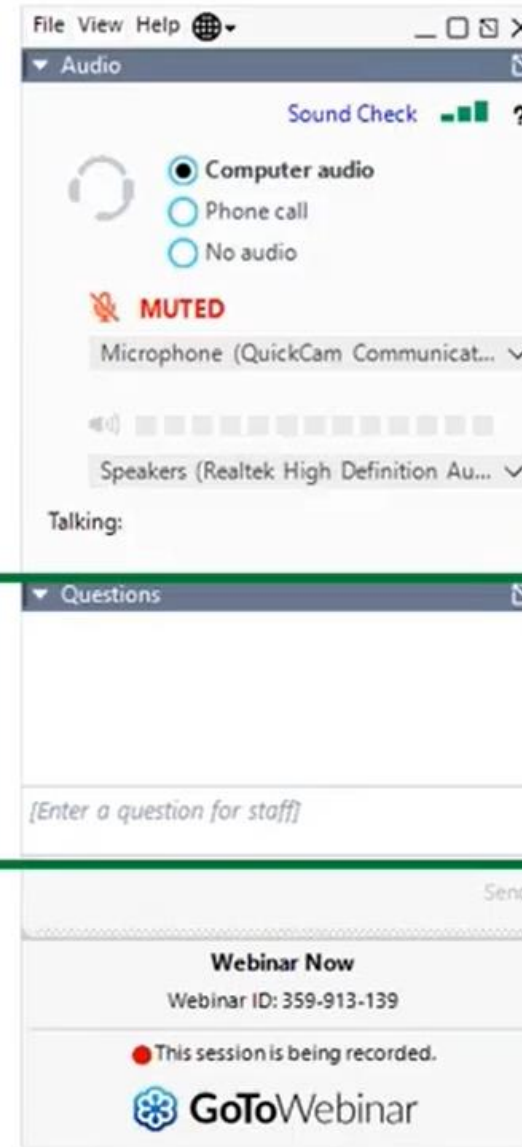 File View Help
Audio
Sound Check ?
Computer audio
Phone call
No audio
MUTED
Microphone (QuickCam Communicat...
Speakers (Realtek High Definition Au...
Talking:
Questions
[Enter a question for staff]
Send
Webinar Now
Webinar ID: 359-913-139
This session is being recorded.
GoToWebinar